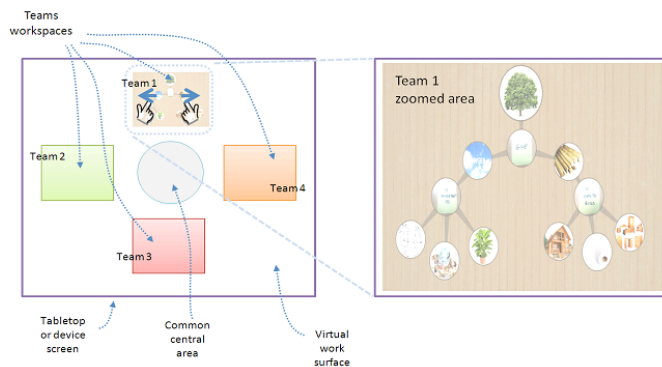 Teams
workspaces
Team 1
Team 2
Team 4
Team 3
Tabletop
or device
screen
Common
central
area
Virtual
work
surface
Team 1
zoomed area